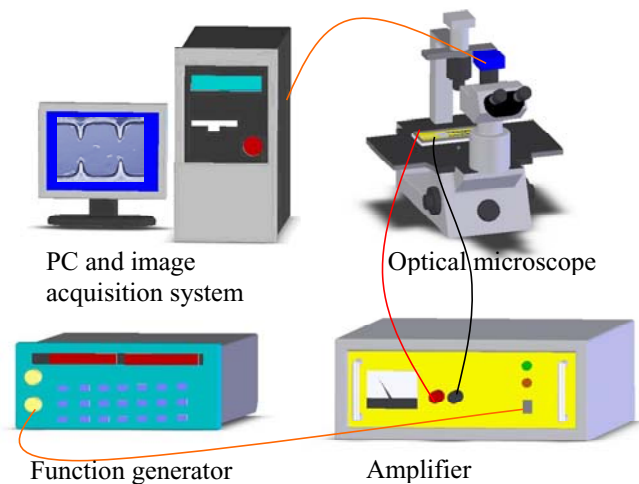 PC and image
acquisition system
Optical microscope
Function generator
Amplifier